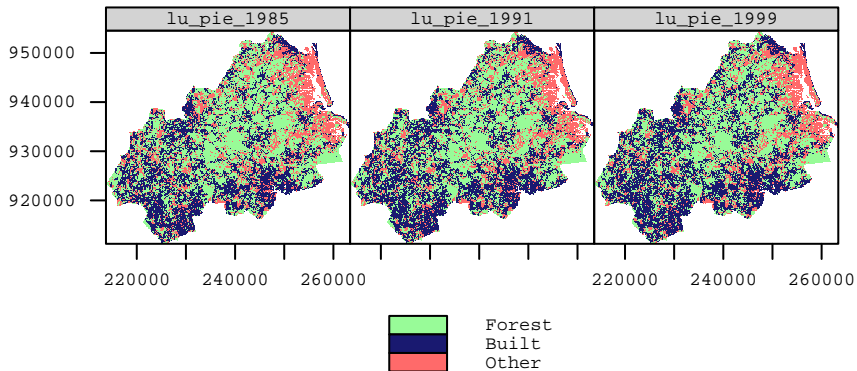 lu_pie_1985 lu_pie_1991 lu_pie_1999
950000
940000
930000
920000
220000 240000 260000 220000 240000 260000
Forest
Built
Other